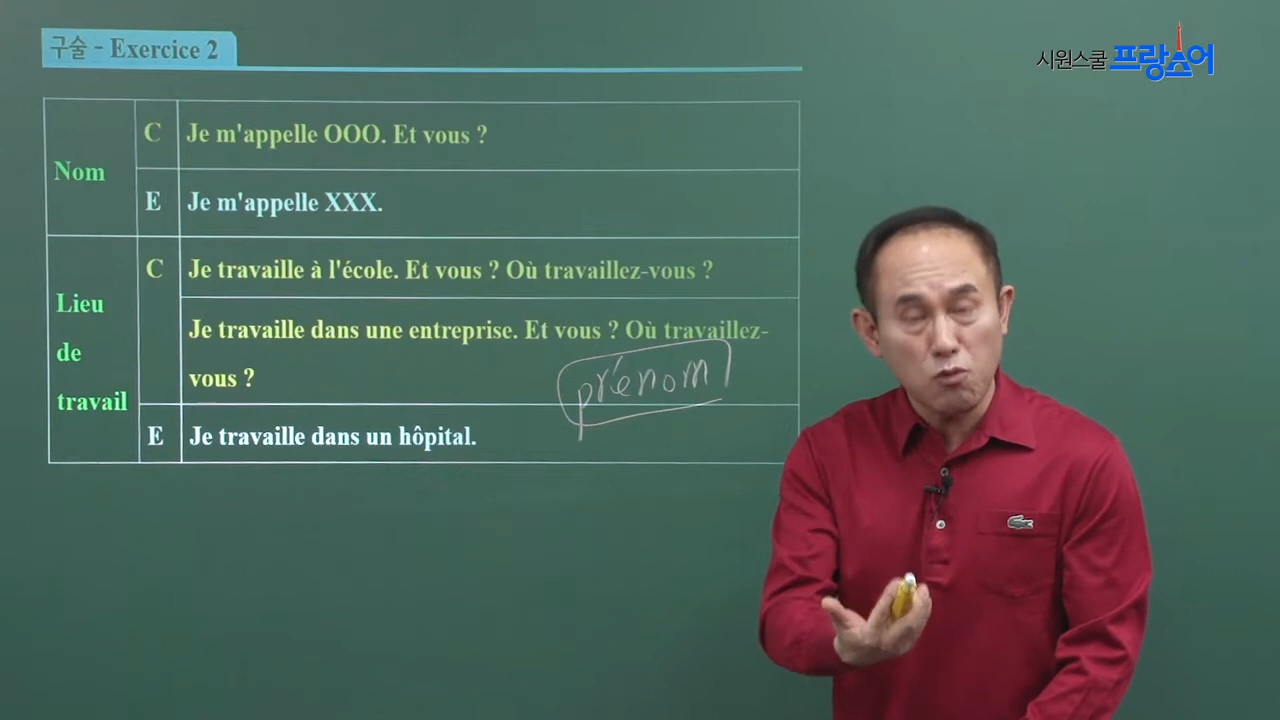 구술 - Exercice 2
시원스쿨 프랑스어
Nom
C
Je m'appelle OOO. Et vous ?
E
Je m'appelle XXX.
Lieu
de
travail
C
Je travaille à l'école. Et vous ? Où travaillez-vous ?
Je travaille dans une entreprise. Et vous ? Où travaillez-
vous ?
prénom
E
Je travaille dans un hôpital.